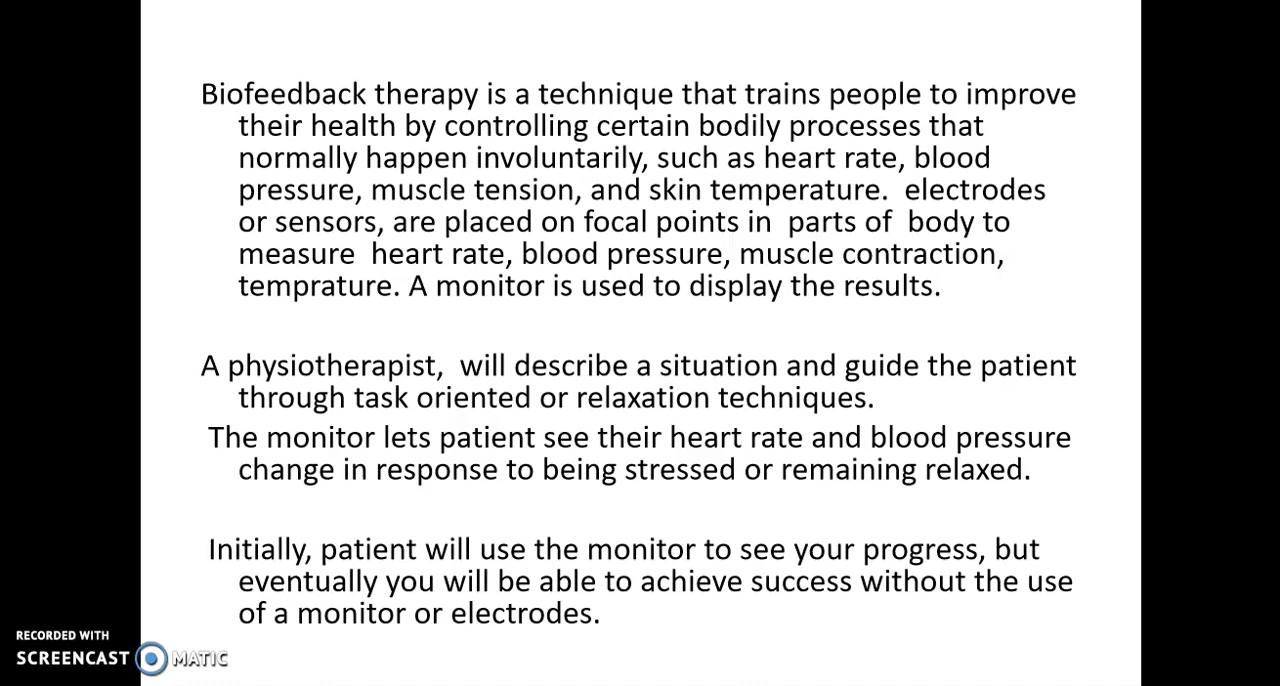 Biofeedback therapy is a technique that trains people to improve
their health by controlling certain bodily processes that
normally happen involuntarily, such as heart rate, blood
pressure, muscle tension, and skin temperature.  electrodes
or sensors, are placed on focal points in  parts of  body to
measure  heart rate, blood pressure, muscle contraction,
temprature. A monitor is used to display the results.
A physiotherapist,  will describe a situation and guide the patient
through task oriented or relaxation techniques.
The monitor lets patient see their heart rate and blood pressure
change in response to being stressed or remaining relaxed.
Initially, patient will use the monitor to see your progress, but
eventually you will be able to achieve success without the use
of a monitor or electrodes.
RECORDED WITH
SCREENCAST MATIC